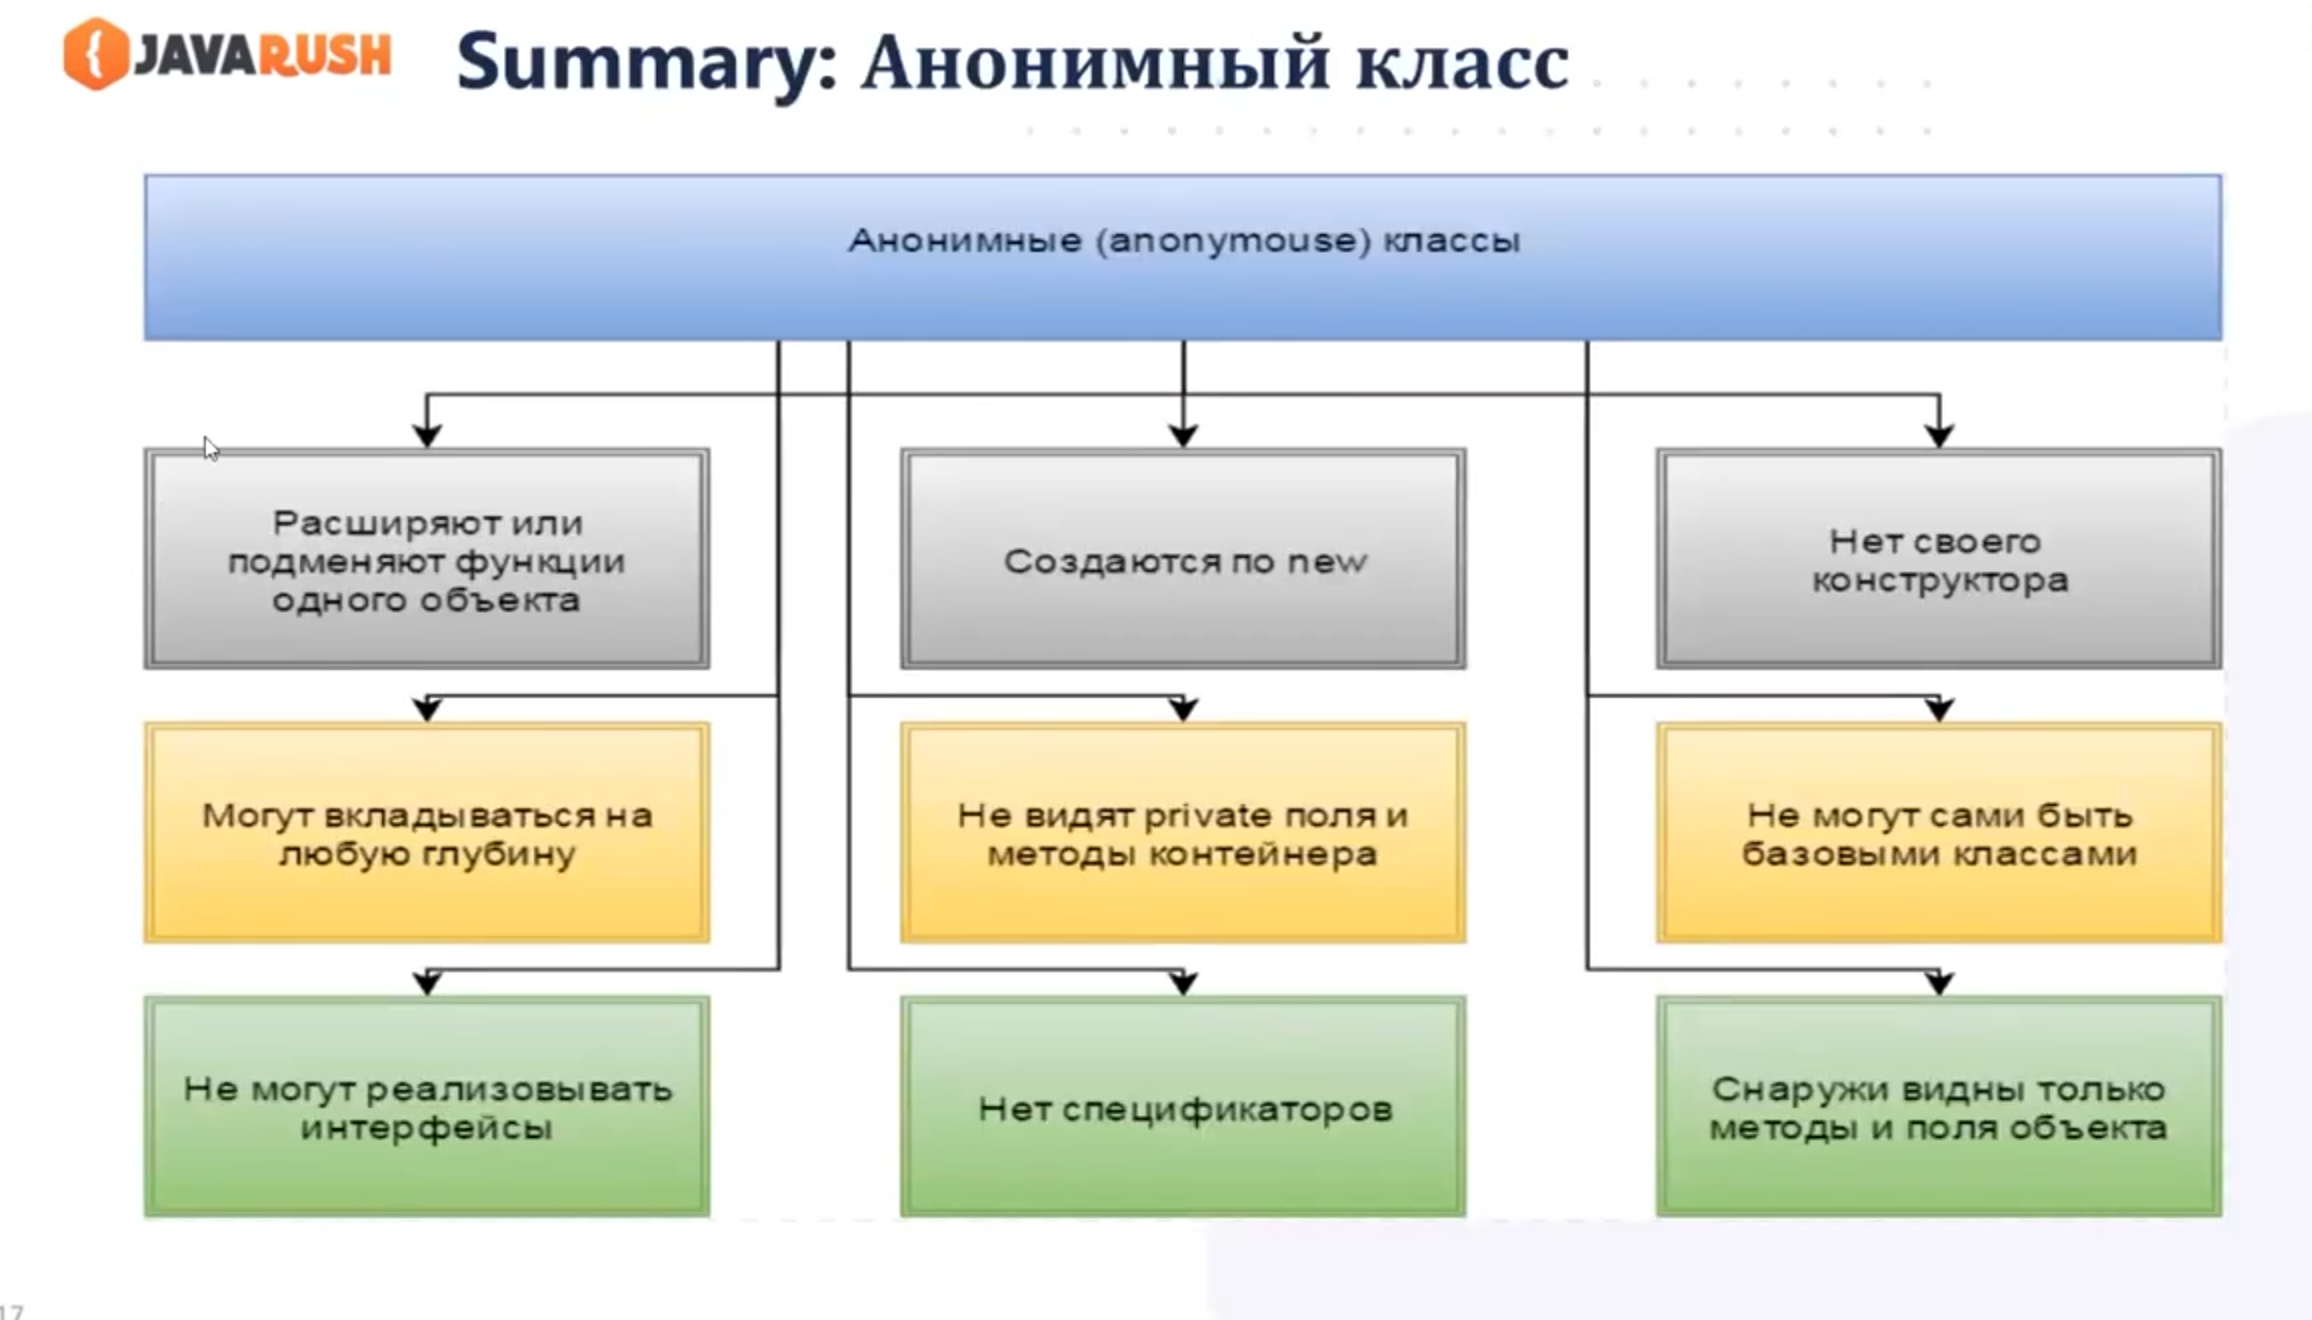 JAVARUSH
Summary: Анонимный класс
Анонимные (anonymouse) классы
Расширяют или
подменяют функции
одного объекта
Создаются по new
Нет своего
конструктора
Могут вкладываться на
любую глубину
Не видят private поля и
методы контейнера
Не могут сами быть
базовыми классами
Не могут реализовывать
интерфейсы
Нет спецификаторов
Снаружи видны только
методы и поля объекта
17